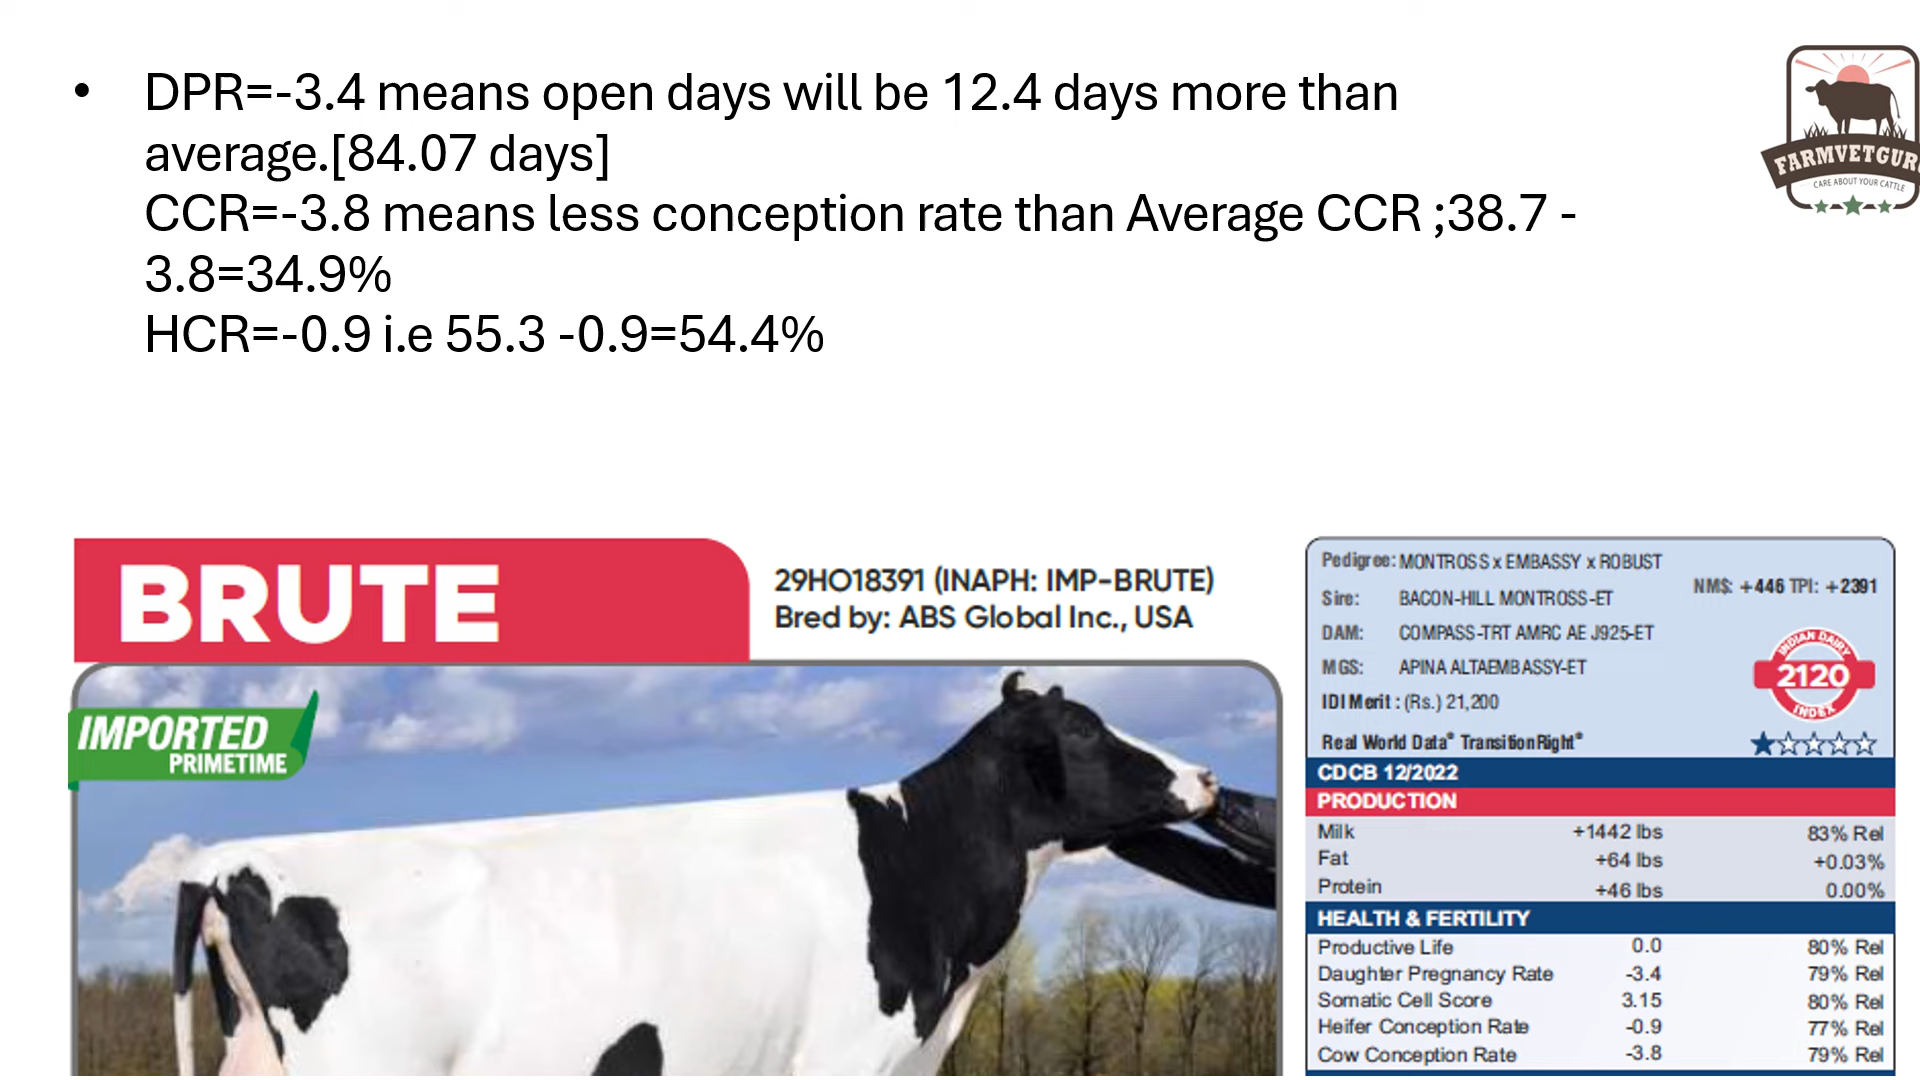 • DPR=-3.4 means open days will be 12.4 days more than
average.[84.07 days]
CCR=-3.8 means less conception rate than Average CCR ;38.7 -
3.8=34.9%
HCR=-0.9 i.e 55.3 -0.9=54.4%
FARMVETGUR
CARE ABOUT YOUR CATTLE
BRUTE
29HO18391 (INAPH: IMP-BRUTE)
Bred by: ABS Global Inc., USA
IMPORTED
PRIMETIME
Pedigree: MONTROSS x EMBASSY x ROBUST
NM$: +446 TPI: +2391
Sire: BACON-HILL MONTROSS-ET
DAM: COMPASS-TRT AMRC AE J925-ET
MGS: APINA ALTAEMBASSY-ET
IDI Merit : (Rs.) 21,200
INDIAN DAIRY
2120
INDEX
Real World Data® TransitionRight®
CDCB 12/2022
PRODUCTION
Milk +1442 lbs 83% Rel
Fat +64 lbs +0.03%
Protein +46 lbs 0.00%
HEALTH & FERTILITY
Productive Life 0.0 80% Rel
Daughter Pregnancy Rate -3.4 79% Rel
Somatic Cell Score 3.15 80% Rel
Heifer Conception Rate -0.9 77% Rel
Cow Conception Rate -3.8 79% Rel